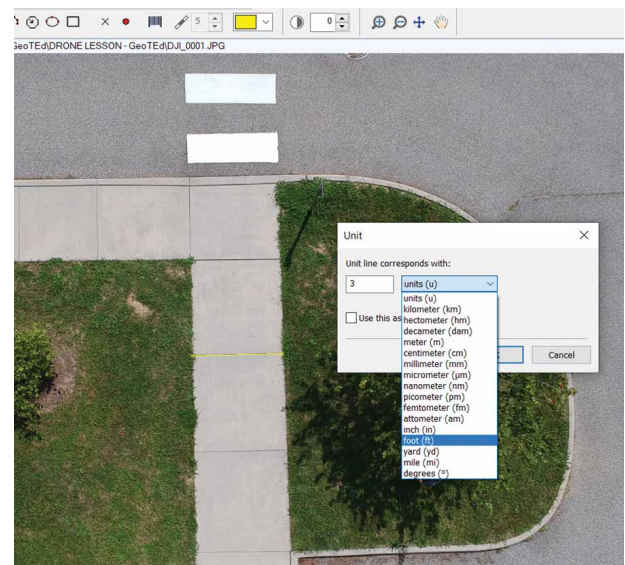 5
0
GeoTEd\DRONE LESSON - GeoTEd\DJI_0001.JPG
Unit
Unit line corresponds with:
3
units (u)
units (u)
kilometer (km)
Use this as
hectometer (hm)
decameter (dam)
meter (m)
centimeter (cm)
Cancel
millimeter (mm)
micrometer (µm)
nanometer (nm)
picometer (pm)
femtometer (fm)
attometer (am)
inch (in)
foot (ft)
yard (yd)
mile (mi)
degrees (°)